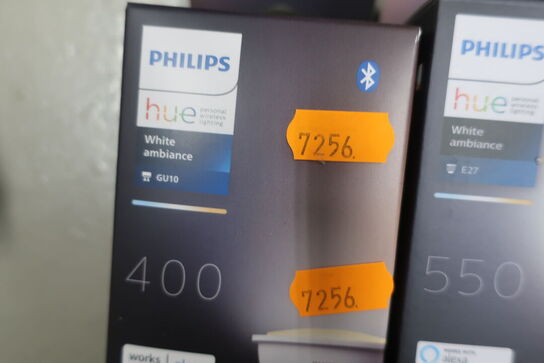 PHILIPS
hue personal
wireless
lighting
White
ambiance
GU10
7256.
400
7256.
works
PHILIPS
hue personal
wireless
lighting
White
ambiance
E27
550
alexa